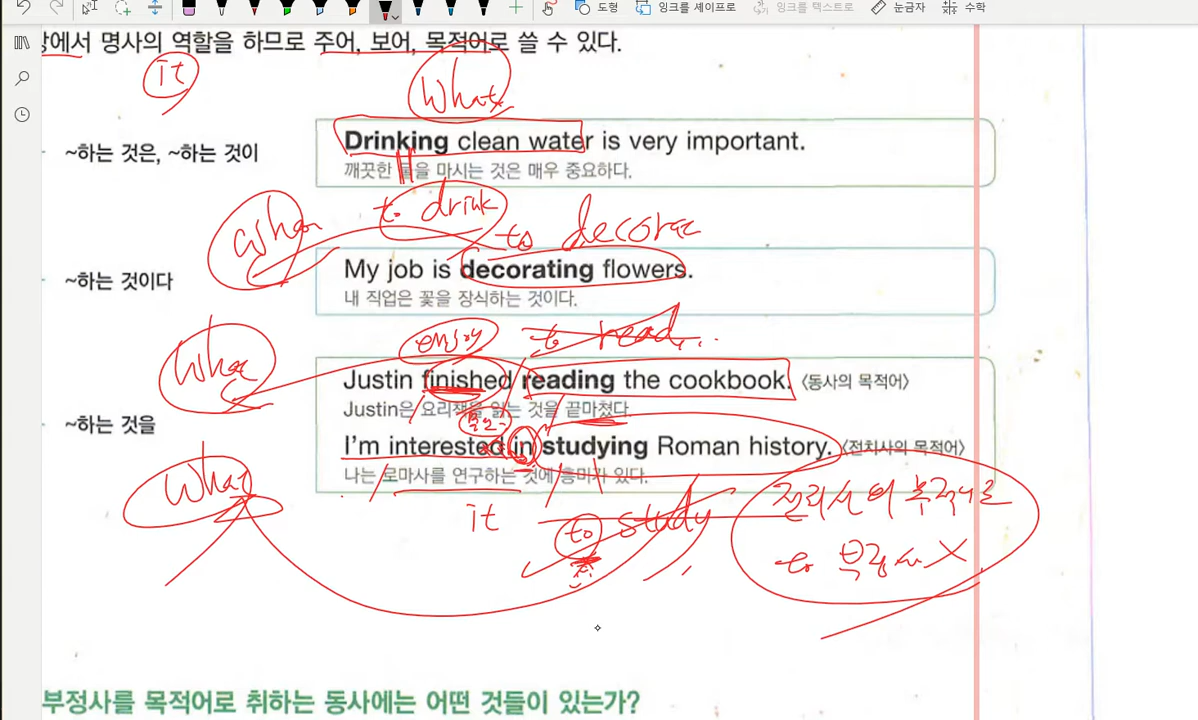 도형 잉크를 셰이프로 잉크를 텍스트로 눈금자 수학
장에서 명사의 역할을 하므로 주어, 보어, 목적어로 쓸 수 있다.
it
what
~하는 것은, ~하는 것이
Drinking clean water is very important.
깨끗한 물을 마시는 것은 매우 중요하다.
what to drink
to decorate
~하는 것이다
My job is decorating flowers.
내 직업은 꽃을 장식하는 것이다.
what enjoy to read
Justin finished reading the cookbook. <동사의 목적어>
Justin은 요리책을 읽는 것을 끝마쳤다.
~하는 것을
I'm interested in studying Roman history. <전치사의 목적어>
나는 로마사를 연구하는 것에 흥미가 있다.
what
it to study
전치사의 목적어로
to 부정사 X
부정사를 목적어로 취하는 동사에는 어떤 것들이 있는가?